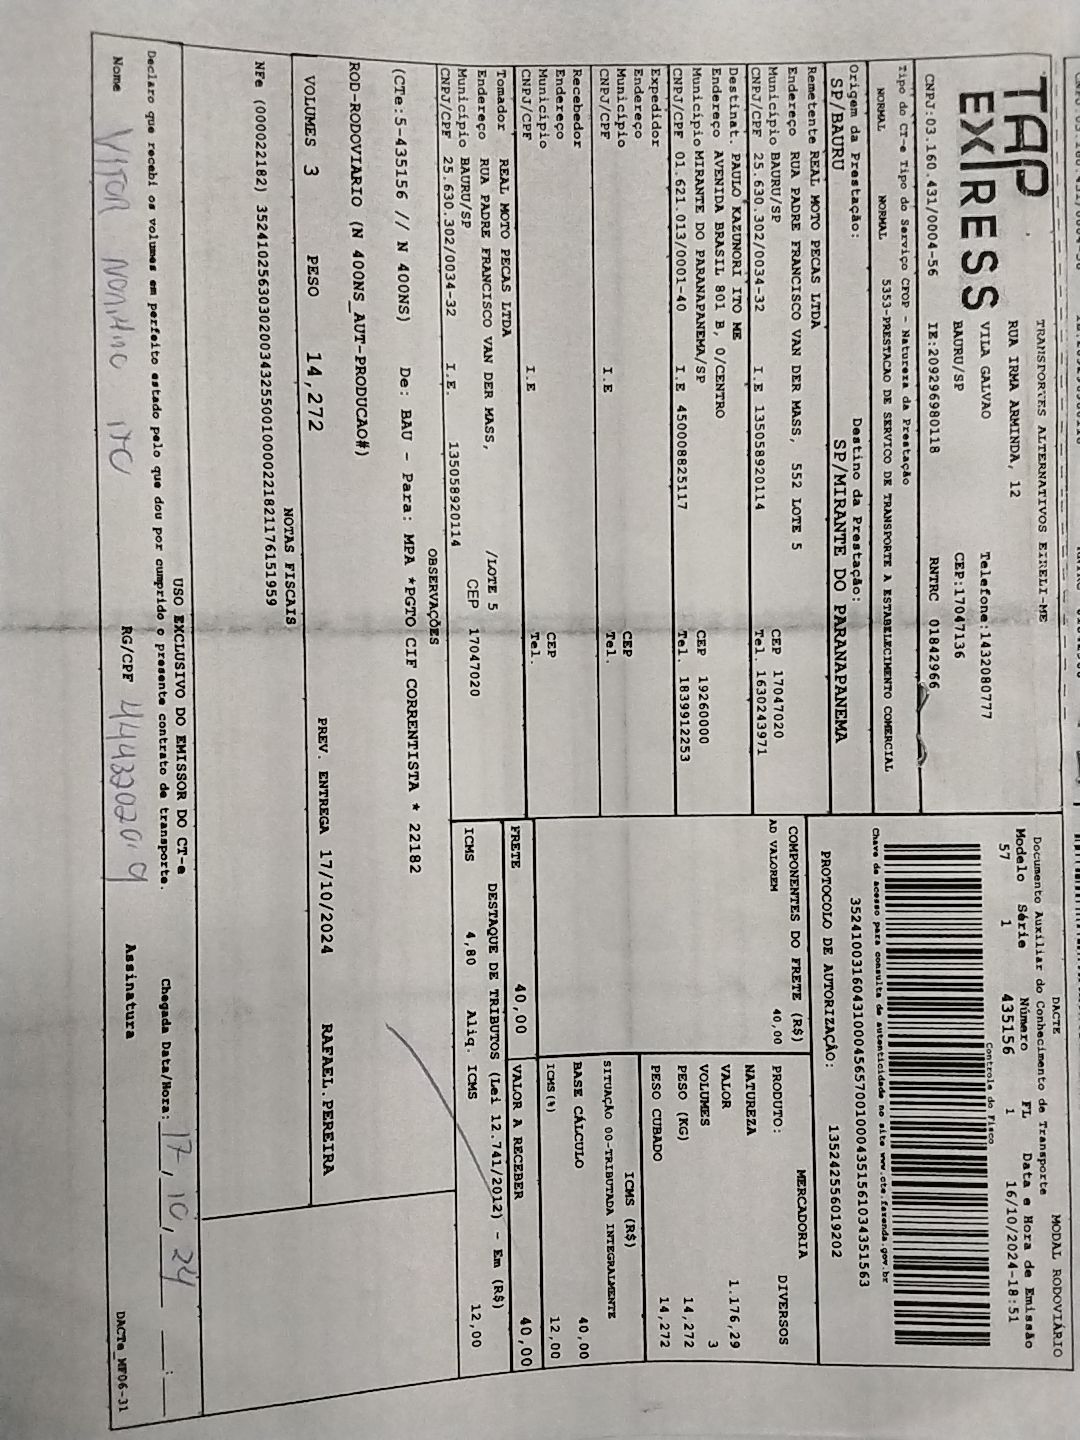 TAP
EXPRESS
TRANSPORTES ALTERNATIVOS EIRELI-ME
RUA IRMA ARMINDA, 12
VILA GALVAO Telefone:1432080777
BAURU/SP CEP:17047136
CNPJ:03.160.431/0004-56 IE:209296980118 RNTRC 01842966
DACTE MODAL RODOVIÁRIO
Documento Auxiliar do Conhecimento de Transporte
Modelo Série Número FL Data e Hora de Emissão
57 1 435156 1 16/10/2024-18:51
Controle do Fisco
Chave de acesso para consulta de autenticidade no site www.cte.fazenda.gov.br
35241003160431000456570010004351561034351563
PROTOCOLO DE AUTORIZAÇÃO: 135242556019202
Tipo do CT-e Tipo do Serviço CFOP - Natureza da Prestação
NORMAL NORMAL 5353-PRESTACAO DE SERVICO DE TRANSPORTE A ESTABELECIMENTO COMERCIAL
Origem da Prestação: Destino da Prestação:
SP/BAURU SP/MIRANTE DO PARANAPANEMA
Remetente REAL MOTO PECAS LTDA
Endereço RUA PADRE FRANCISCO VAN DER MASS, 552 LOTE 5
Município BAURU/SP CEP 17047020
CNPJ/CPF 25.630.302/0034-32 I.E 135058920114 Tel. 1630243971
Destinat. PAULO KAZUNORI ITO ME
Endereço AVENIDA BRASIL 801 B, 0/CENTRO
Município MIRANTE DO PARANAPANEMA/SP CEP 19260000
CNPJ/CPF 01.621.013/0001-40 I.E 450008825117 Tel. 1839912253
Expedidor
Endereço
Município CEP
CNPJ/CPF I.E Tel.
Recebedor
Endereço
Município CEP
CNPJ/CPF I.E Tel.
Tomador REAL MOTO PECAS LTDA
Endereço RUA PADRE FRANCISCO VAN DER MASS, /LOTE 5
Município BAURU/SP CEP 17047020
CNPJ/CPF 25.630.302/0034-32 I.E. 135058920114
COMPONENTES DO FRETE (R$)
AD VALOREM 40,00
MERCADORIA
PRODUTO: DIVERSOS
NATUREZA
VALOR 1.176,29
VOLUMES 3
PESO (KG) 14,272
PESO CUBADO 14,272
ICMS (R$)
SITUAÇÃO 00-TRIBUTADA INTEGRALMENTE
BASE CÁLCULO 40,00
ICMS(%) 12,00
FRETE 40,00 VALOR A RECEBER 40,00
DESTAQUE DE TRIBUTOS (Lei 12.741/2012) - Em (R$)
ICMS 4,80 Aliq. ICMS 12,00
OBSERVAÇÕES
(CTe:5-435156 // N 400NS) De: BAU - Para: MPA *PGTO CIF CORRENTISTA * 22182
ROD-RODOVIARIO (N 400NS_AUT-PRODUCAO#)
VOLUMES 3 PESO 14,272 PREV. ENTREGA 17/10/2024 RAFAEL.PEREIRA
NOTAS FISCAIS
NFe (000022182) 35241025630302003432550010000221821176151959
USO EXCLUSIVO DO EMISSOR DO CT-e
Declaro que recebi os volumes em perfeito estado pelo que dou por cumprido o presente contrato de transporte. Chegada Data/Hora: 17, 10, 24 __:__
Nome VITOR ITO RG/CPF Assinatura
DACTe_MF06-31